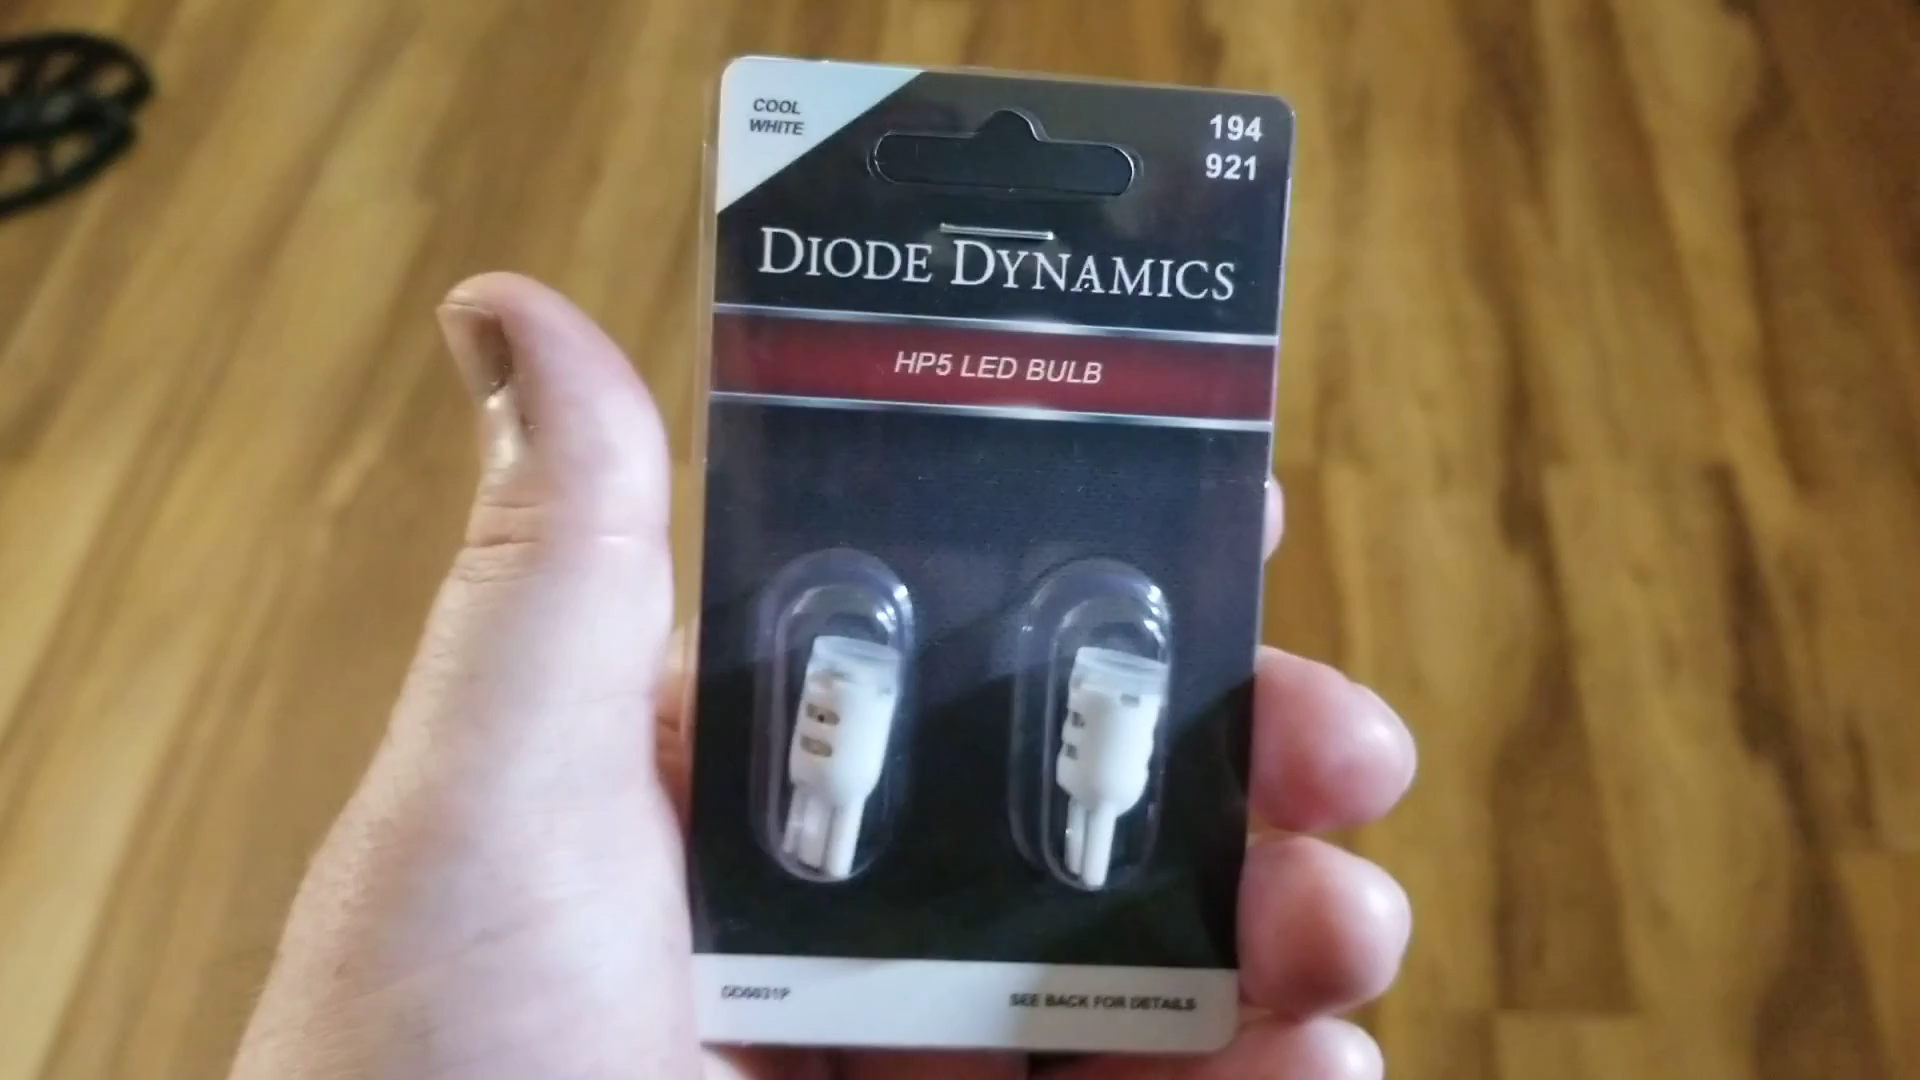 COOL
WHITE
194
921
DIODE DYNAMICS
HP5 LED BULB
SEE BACK FOR DETAILS